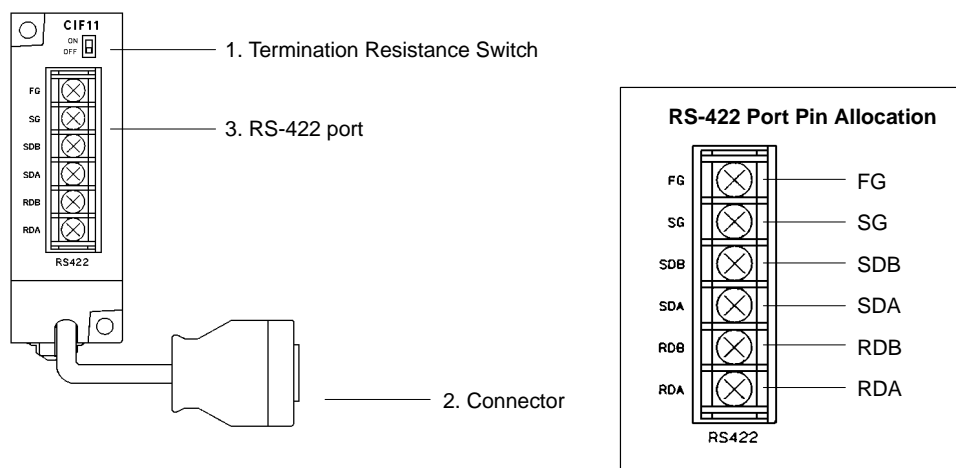 CIF11
ON
OFF
1. Termination Resistance Switch
FG
SG
SDB
SDA
RDB
RDA
3. RS-422 port
RS422
2. Connector
RS-422 Port Pin Allocation
FG FG
SG SG
SDB SDB
SDA SDA
RDB RDB
RDA RDA
RS422